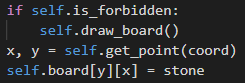 if self.is_forbidden:
    self.draw_board()
x, y = self.get_point(coord)
self.board[y][x] = stone